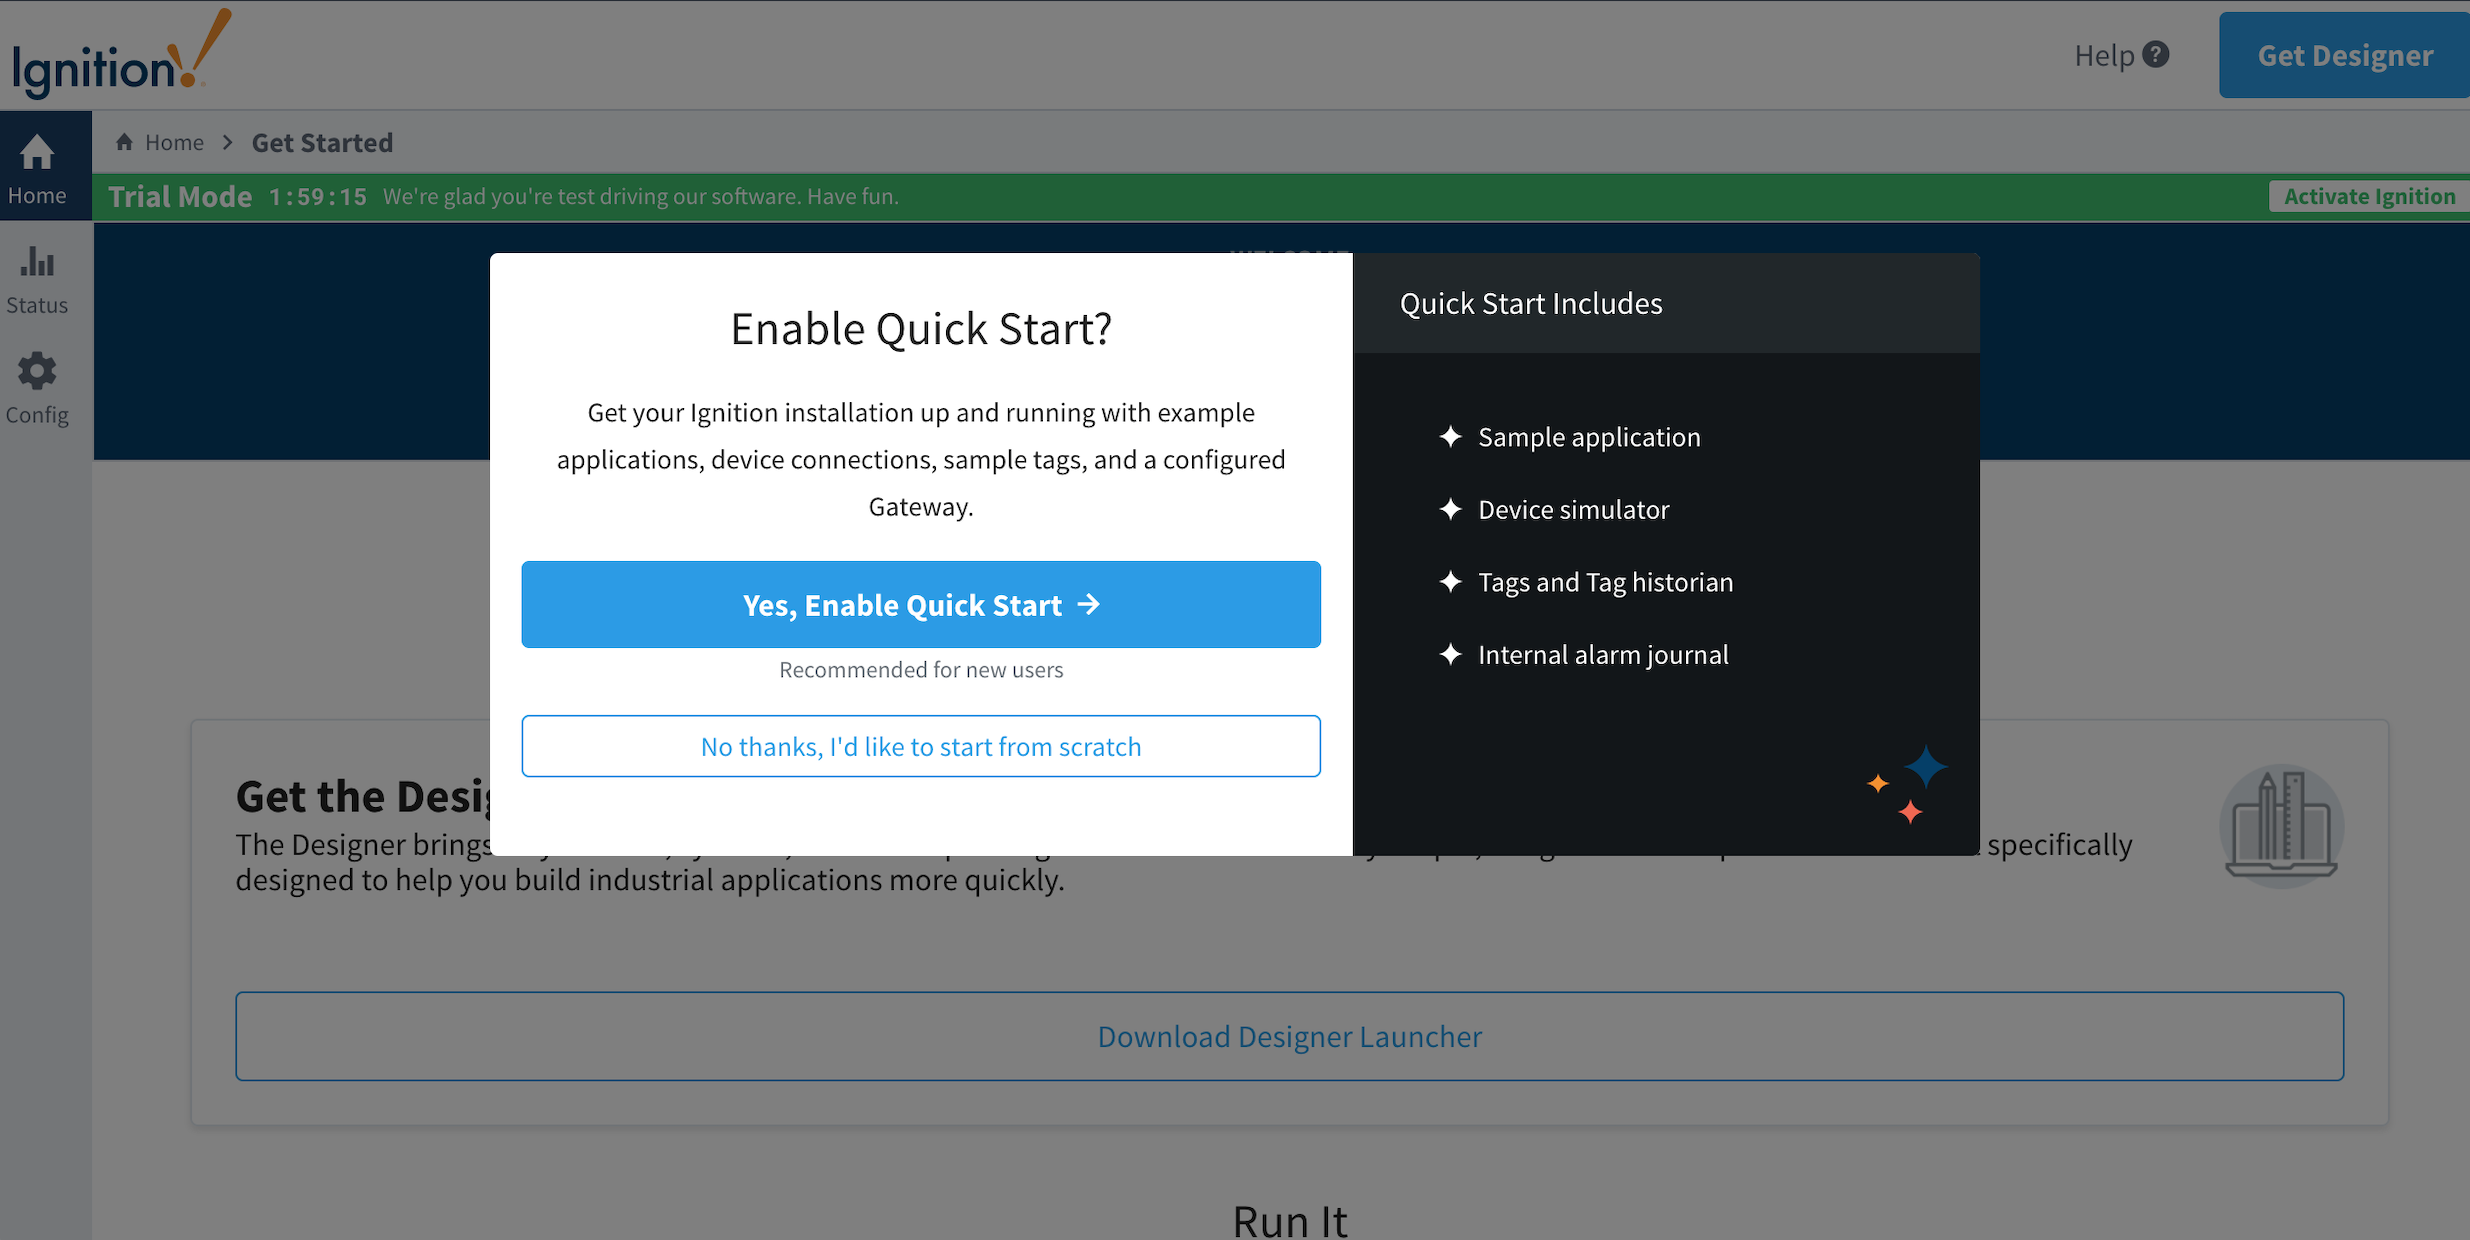 Ignition!
Help ?
Get Designer
Home > Get Started
Home
Trial Mode 1:59:15 We're glad you're test driving our software. Have fun.
Activate Ignition
Status
Config
Enable Quick Start?
Get your Ignition installation up and running with example
applications, device connections, sample tags, and a configured
Gateway.
Yes, Enable Quick Start →
Recommended for new users
No thanks, I'd like to start from scratch
Quick Start Includes
Sample application
Device simulator
Tags and Tag historian
Internal alarm journal
Get the
The Designer brings
specifically
designed to help you build industrial applications more quickly.
Download Designer Launcher
Run It